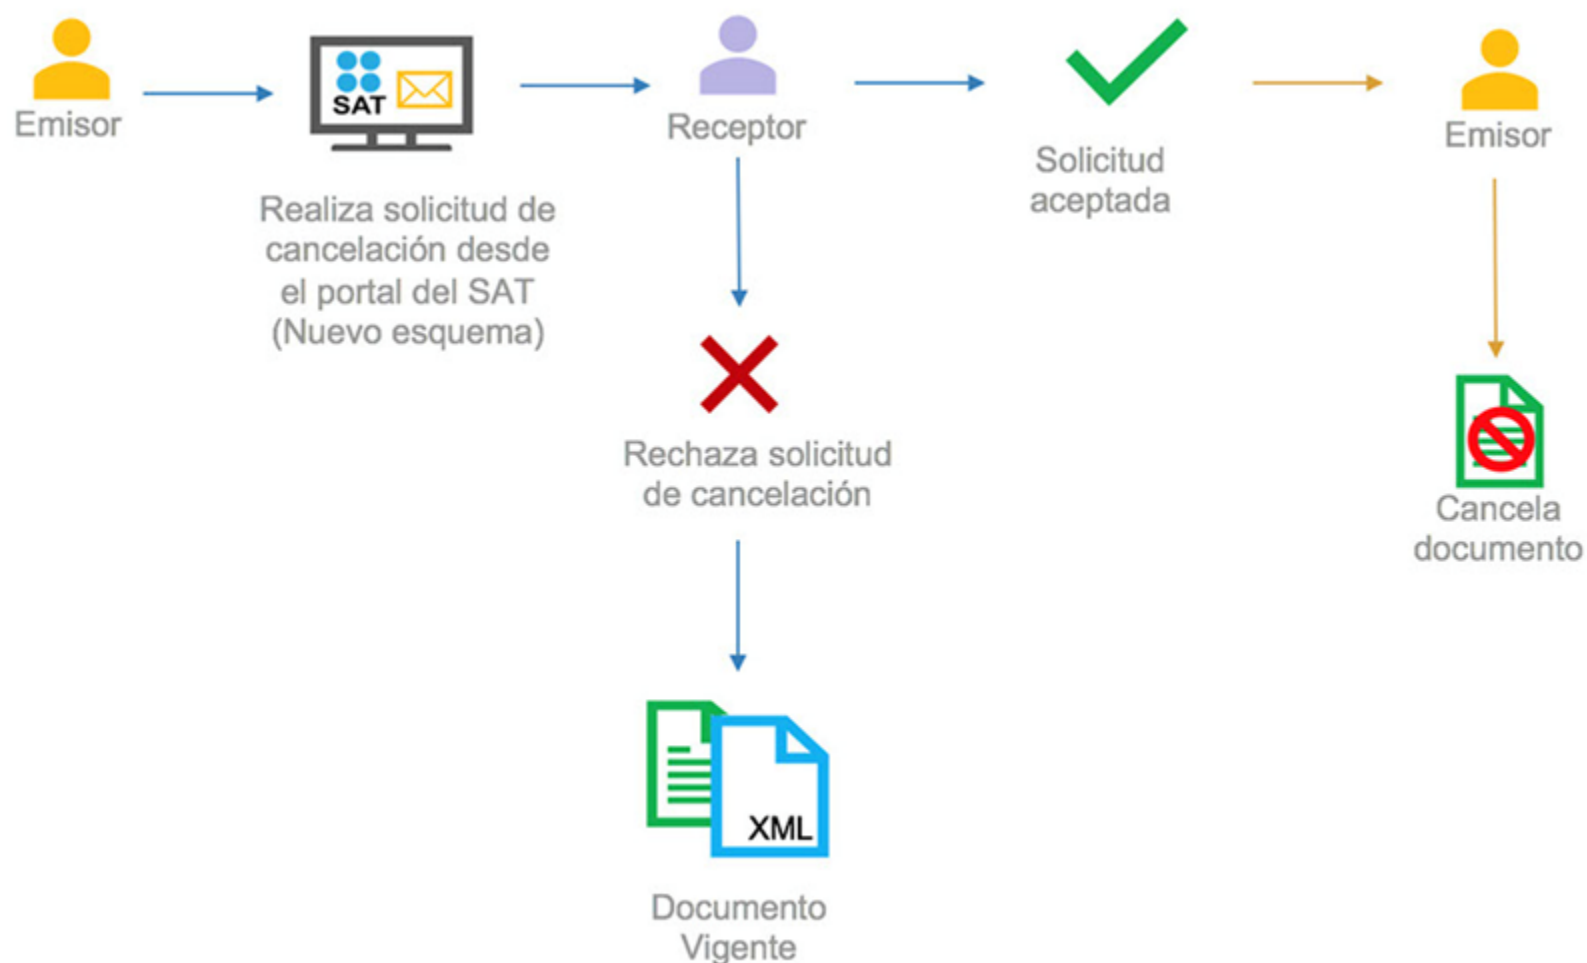 Emisor
SAT
Realiza solicitud de
cancelación desde
el portal del SAT
(Nuevo esquema)
Receptor
Solicitud
aceptada
Emisor
Rechaza solicitud
de cancelación
Cancela
documento
XML
Documento
Vigente